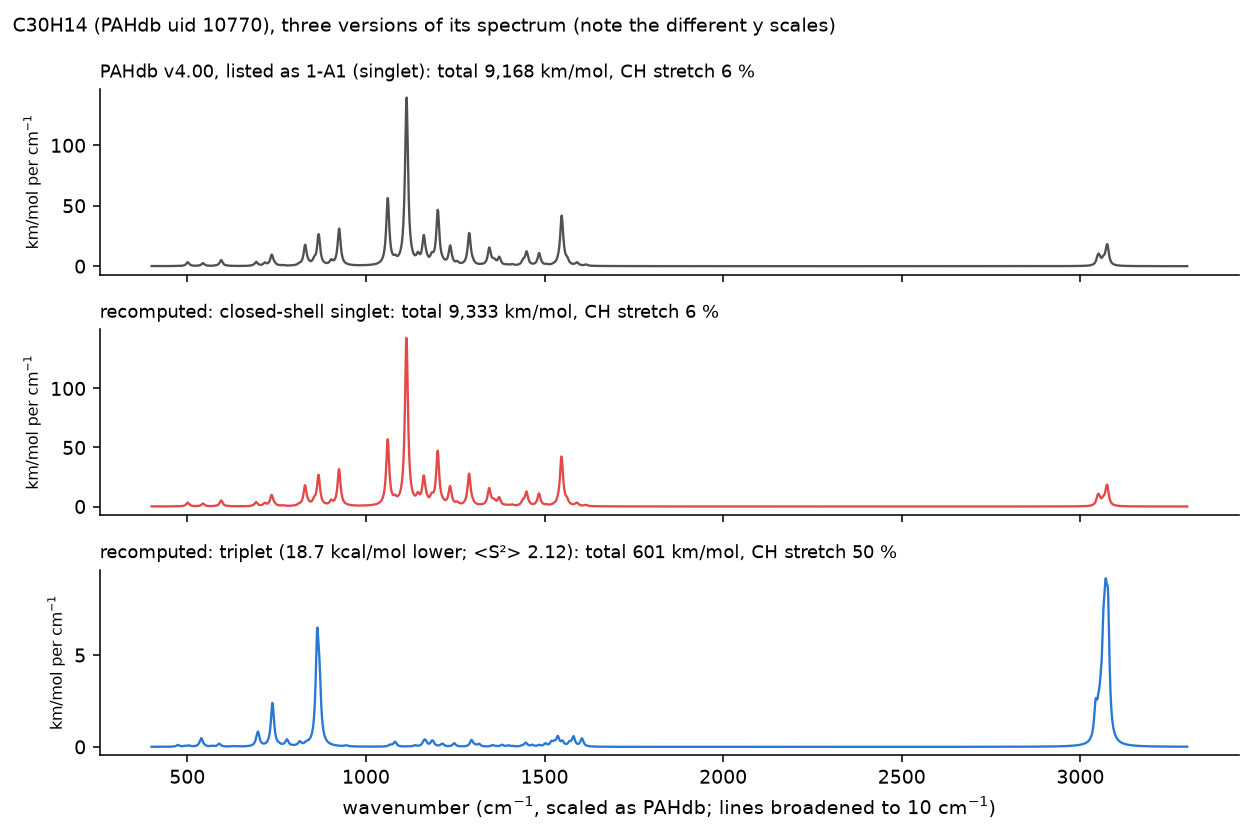 C30H14 (PAHdb uid 10770), three versions of its spectrum (note the different y scales)
PAHdb v4.00, listed as 1-A1 (singlet): total 9,168 km/mol, CH stretch 6 %
km/mol per cm⁻¹
100
50
0
recomputed: closed-shell singlet: total 9,333 km/mol, CH stretch 6 %
km/mol per cm⁻¹
100
50
0
recomputed: triplet (18.7 kcal/mol lower; <S²> 2.12): total 601 km/mol, CH stretch 50 %
km/mol per cm⁻¹
5
0
500 1000 1500 2000 2500 3000
wavenumber (cm⁻¹, scaled as PAHdb; lines broadened to 10 cm⁻¹)